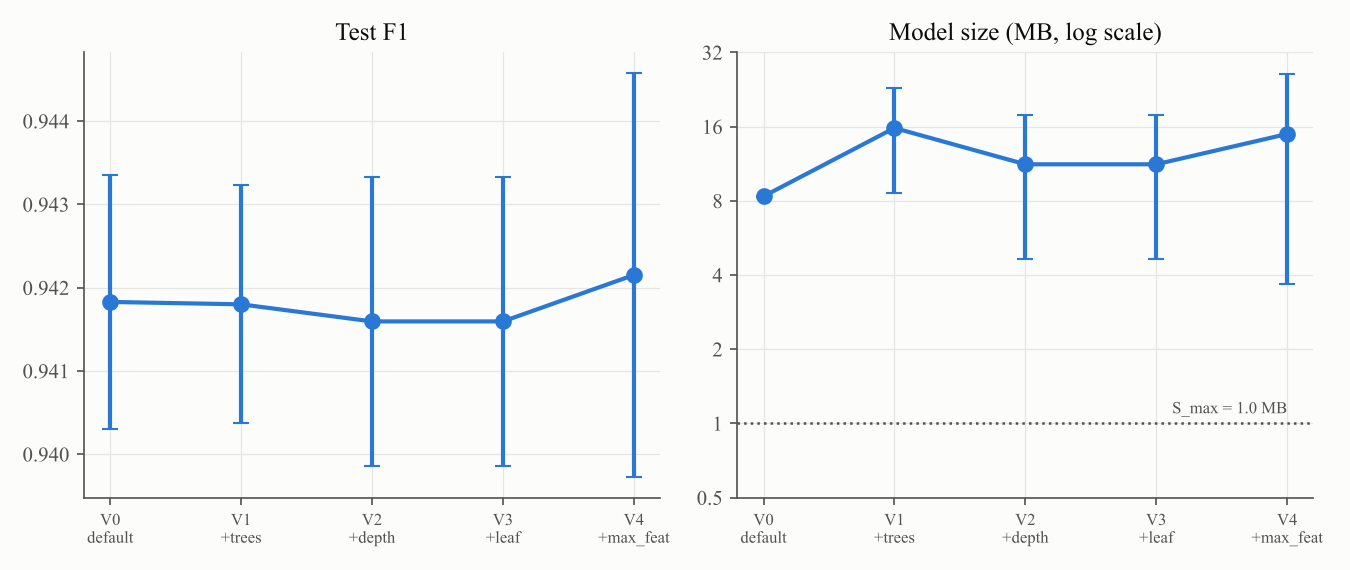 Test F1
0.944
0.943
0.942
0.941
0.940
V0 V1 V2 V3 V4
default +trees +depth +leaf +max_feat
Model size (MB, log scale)
32
16
8
4
2
1
0.5
S_max = 1.0 MB
V0 V1 V2 V3 V4
default +trees +depth +leaf +max_feat